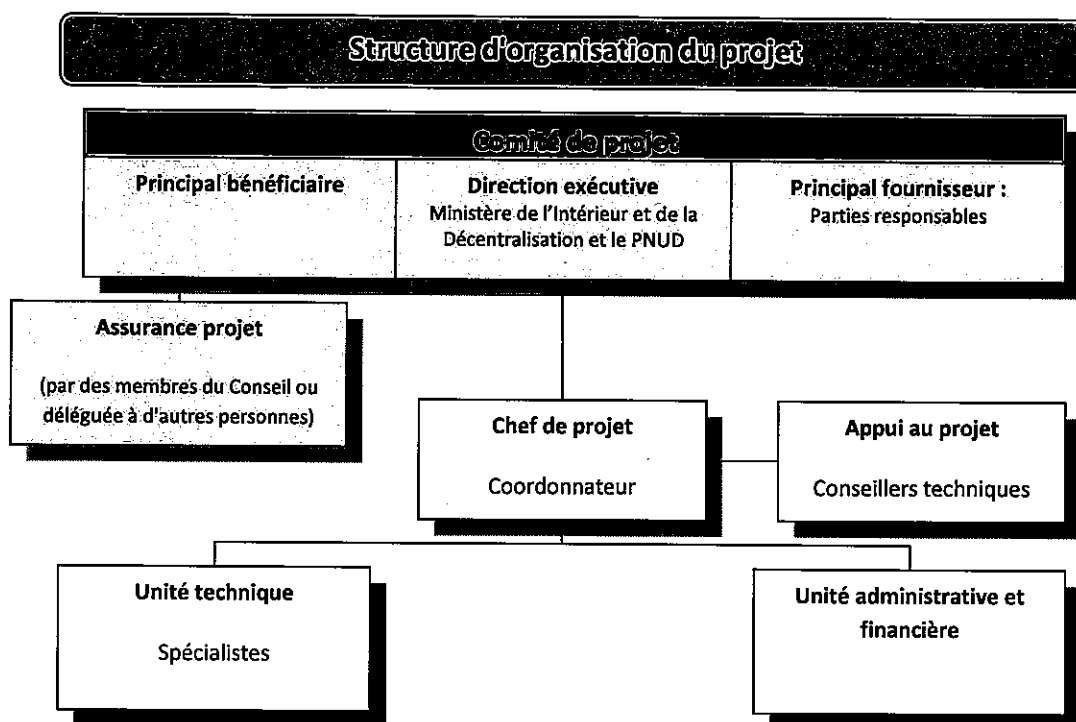 Structure d'organisation du projet
Comité de projet
Principal bénéficiaire
Direction exécutive
Ministère de l'Intérieur et de la
Décentralisation et le PNUD
Principal fournisseur :
Parties responsables
Assurance projet
(par des membres du Conseil ou
déléguée à d'autres personnes)
Chef de projet
Coordonnateur
Appui au projet
Conseillers techniques
Unité technique
Spécialistes
Unité administrative et
financière